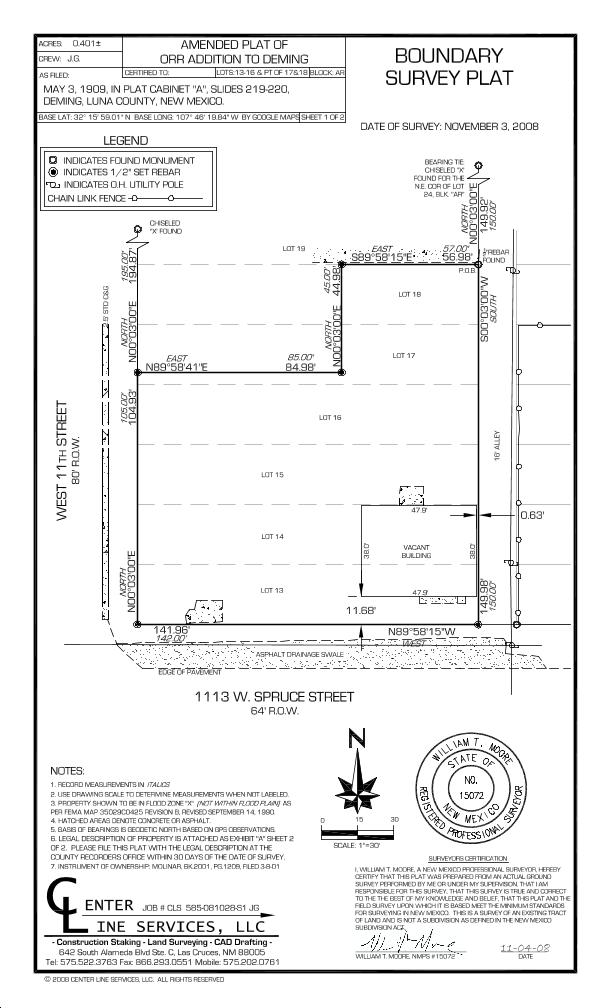 ACRES: 0.401±
CREW: J.G.
AS FILED:
AMENDED PLAT OF
ORR ADDITION TO DEMING
CERTIFIED TO:
LOTS:13-16 & PT OF 17&18
BLOCK: AR
MAY 3, 1909, IN PLAT CABINET "A", SLIDES 219-220,
DEMING, LUNA COUNTY, NEW MEXICO.
BASE LAT: 32° 15' 59.01" N BASE LONG: 107° 46' 19.84" W BY GOOGLE MAPS
SHEET 1 OF 2
BOUNDARY
SURVEY PLAT
DATE OF SURVEY: NOVEMBER 3, 2008
LEGEND
INDICATES FOUND MONUMENT
INDICATES 1/2" SET REBAR
INDICATES O.H. UTILITY POLE
CHAIN LINK FENCE
BEARING TIE
CHISELED "X"
FOUND FOR THE
N.E. COR OF LOT
24, BLK. "AR"
NORTH
N00°03'00"E
149.92'
150.00'
CHISELED
"X" FOUND
LOT 19
EAST
57.00'
S89°58'15"E
56.98'
REBAR
FOUND
P.O.B.
195.00'
194.87'
NORTH
N00°03'00"E
45.00'
44.98'
NORTH
N00°03'00"E
LOT 18
S00°03'00"W
SOUTH
LOT 17
EAST
85.00'
N89°58'41"E
84.98'
105.00'
104.93'
LOT 16
WEST 11TH STREET
80' R.O.W.
16' ALLEY
LOT 15
47.9'
0.63'
LOT 14
38.0'
VACANT
BUILDING
38.0'
NORTH
N00°03'00"E
LOT 13
47.9'
11.68'
149.98'
150.00'
141.96'
142.00'
N89°58'15"W
WEST
ASPHALT DRAINAGE SWALE
EDGE OF PAVEMENT
1113 W. SPRUCE STREET
64' R.O.W.
N
0 15 30
SCALE: 1"=30'
WILLIAM T. MOORE
STATE OF
NO.
15072
NEW MEXICO
REGISTERED PROFESSIONAL SURVEYOR
NOTES:
1. RECORD MEASUREMENTS IN ITALICS
2. USE DRAWING SCALE TO DETERMINE MEASUREMENTS WHEN NOT LABELED.
3. PROPERTY SHOWN TO BE IN FLOOD ZONE "X" (NOT WITHIN FLOOD PLAIN) AS
PER FEMA MAP 35029C0425 REVISION B, REVISED SEPTEMBER 14, 1990.
4. HATCHED AREAS DENOTE CONCRETE OR ASPHALT.
5. BASIS OF BEARINGS IS GEODETIC NORTH BASED ON GPS OBSERVATIONS.
6. LEGAL DESCRIPTION OF PROPERTY IS ATTACHED AS EXHIBIT "A" SHEET 2
OF 2. PLEASE FILE THIS PLAT WITH THE LEGAL DESCRIPTION AT THE
COUNTY RECORDERS OFFICE WITHIN 30 DAYS OF THE DATE OF SURVEY.
7. INSTRUMENT OF OWNERSHIP: MOLINAR, BK.2001, PG.1209, FILED 3-9-01
SURVEYORS CERTIFICATION
I, WILLIAM T. MOORE, A NEW MEXICO PROFESSIONAL SURVEYOR, HEREBY
CERTIFY THAT THIS PLAT WAS PREPARED FROM AN ACTUAL GROUND
SURVEY PERFORMED BY ME OR UNDER MY SUPERVISION, THAT I AM
RESPONSIBLE FOR THIS SURVEY, THAT THIS SURVEY IS TRUE AND CORRECT
TO THE THE BEST OF MY KNOWLEDGE AND BELIEF, THAT THIS PLAT AND THE
FIELD SURVEY UPON WHICH IT IS BASED MEET THE MINIMUM STANDARDS
FOR SURVEYING IN NEW MEXICO. THIS IS A SURVEY OF AN EXISTING TRACT
OF LAND AND IS NOT A SUBDIVISION AS DEFINED IN THE NEW MEXICO
SUBDIVISION ACT.
11-04-08
WILLIAM T. MOORE, NMPS #15072
DATE
CENTER
JOB # CLS 585-081028-S1 JG
LINE SERVICES, LLC
- Construction Staking - Land Surveying - CAD Drafting -
642 South Alameda Blvd Ste. C, Las Cruces, NM 88005
Tel: 575.522.3763 Fax: 866.293.0551 Mobile: 575.202.0761
© 2008 CENTER LINE SERVICES, LLC. ALL RIGHTS RESERVED